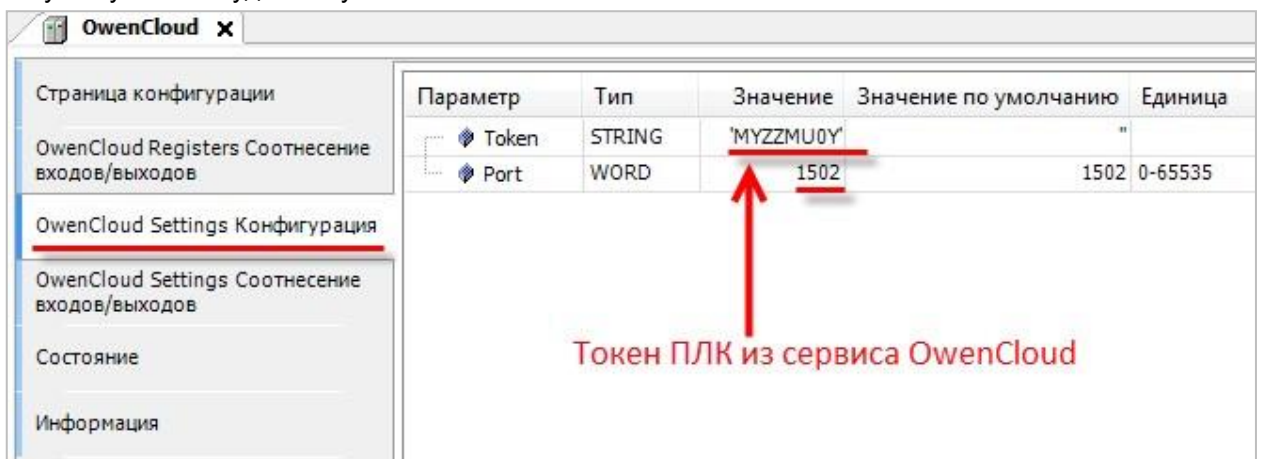 OwenCloud
Страница конфигурации
OwenCloud Registers Соотнесение
входов/выходов
OwenCloud Settings Конфигурация
OwenCloud Settings Соотнесение
входов/выходов
Состояние
Информация
Параметр Тип Значение Значение по умолчанию Единица
Token STRING 'MYZZMU0Y' ''
Port WORD 1502 1502 0-65535
Токен ПЛК из сервиса OwenCloud